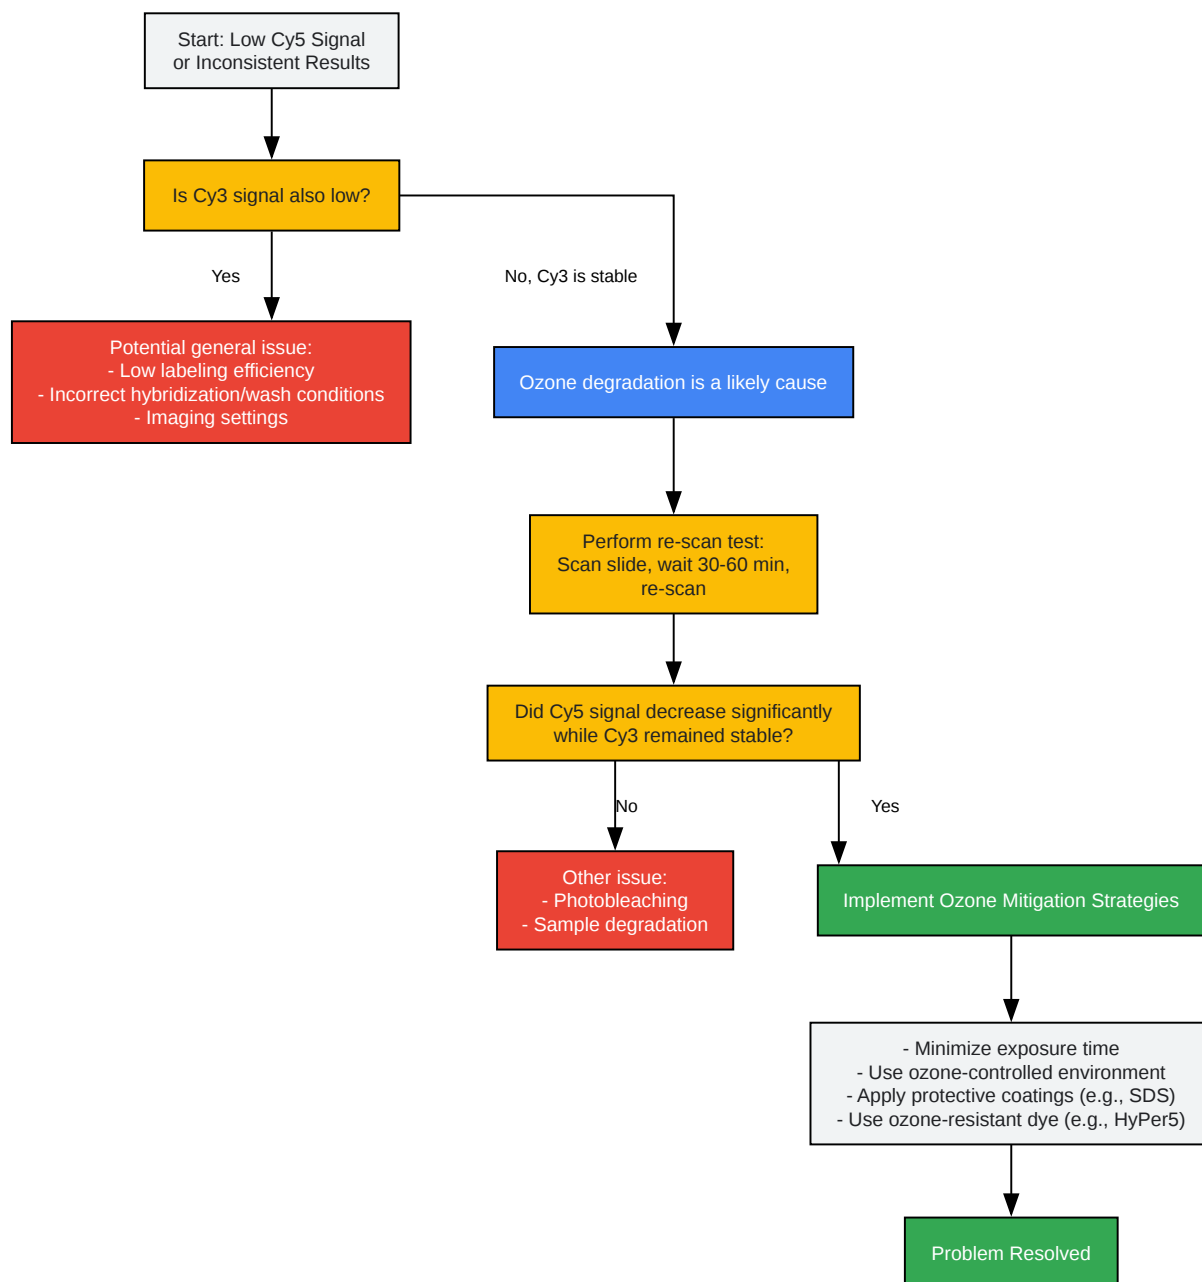 Start: Low Cy5 Signal
or Inconsistent Results
Is Cy3 signal also low?
Yes
No, Cy3 is stable
Potential general issue:
- Low labeling efficiency
- Incorrect hybridization/wash conditions
- Imaging settings
Ozone degradation is a likely cause
Perform re-scan test:
Scan slide, wait 30-60 min,
re-scan
Did Cy5 signal decrease significantly
while Cy3 remained stable?
No
Yes
Other issue:
- Photobleaching
- Sample degradation
Implement Ozone Mitigation Strategies
- Minimize exposure time
- Use ozone-controlled environment
- Apply protective coatings (e.g., SDS)
- Use ozone-resistant dye (e.g., HyPer5)
Problem Resolved